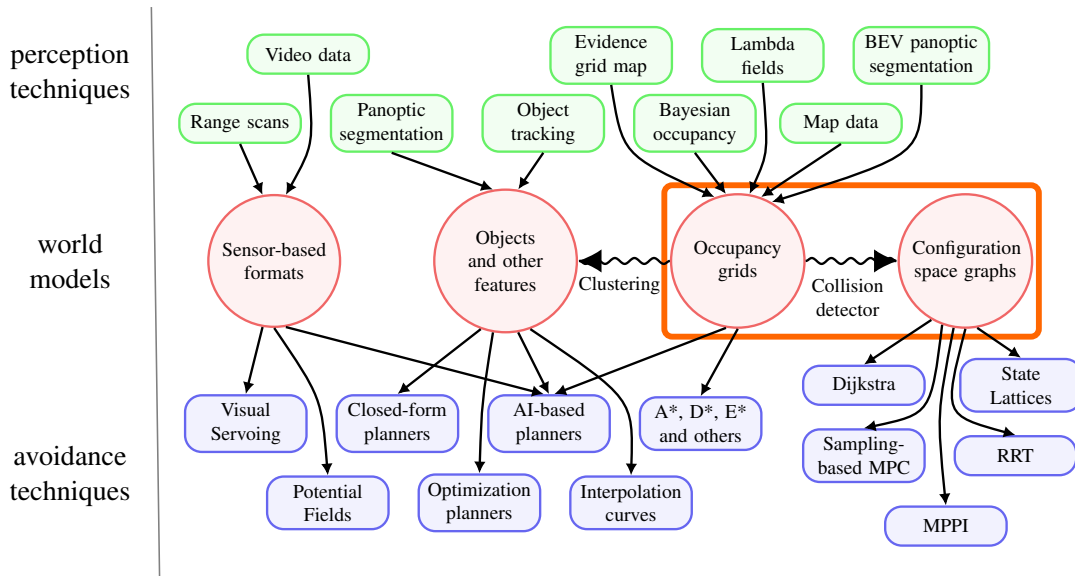 perception
techniques
Video data
Range scans
Panoptic
segmentation
Object
tracking
Evidence
grid map
Bayesian
occupancy
Lambda
fields
Map data
BEV panoptic
segmentation
world
models
Sensor-based
formats
Objects
and other
features
Clustering
Occupancy
grids
Collision
detector
Configuration
space graphs
avoidance
techniques
Visual
Servoing
Potential
Fields
Closed-form
planners
Optimization
planners
AI-based
planners
Interpolation
curves
A*, D*, E*
and others
Dijkstra
Sampling-
based MPC
MPPI
State
Lattices
RRT